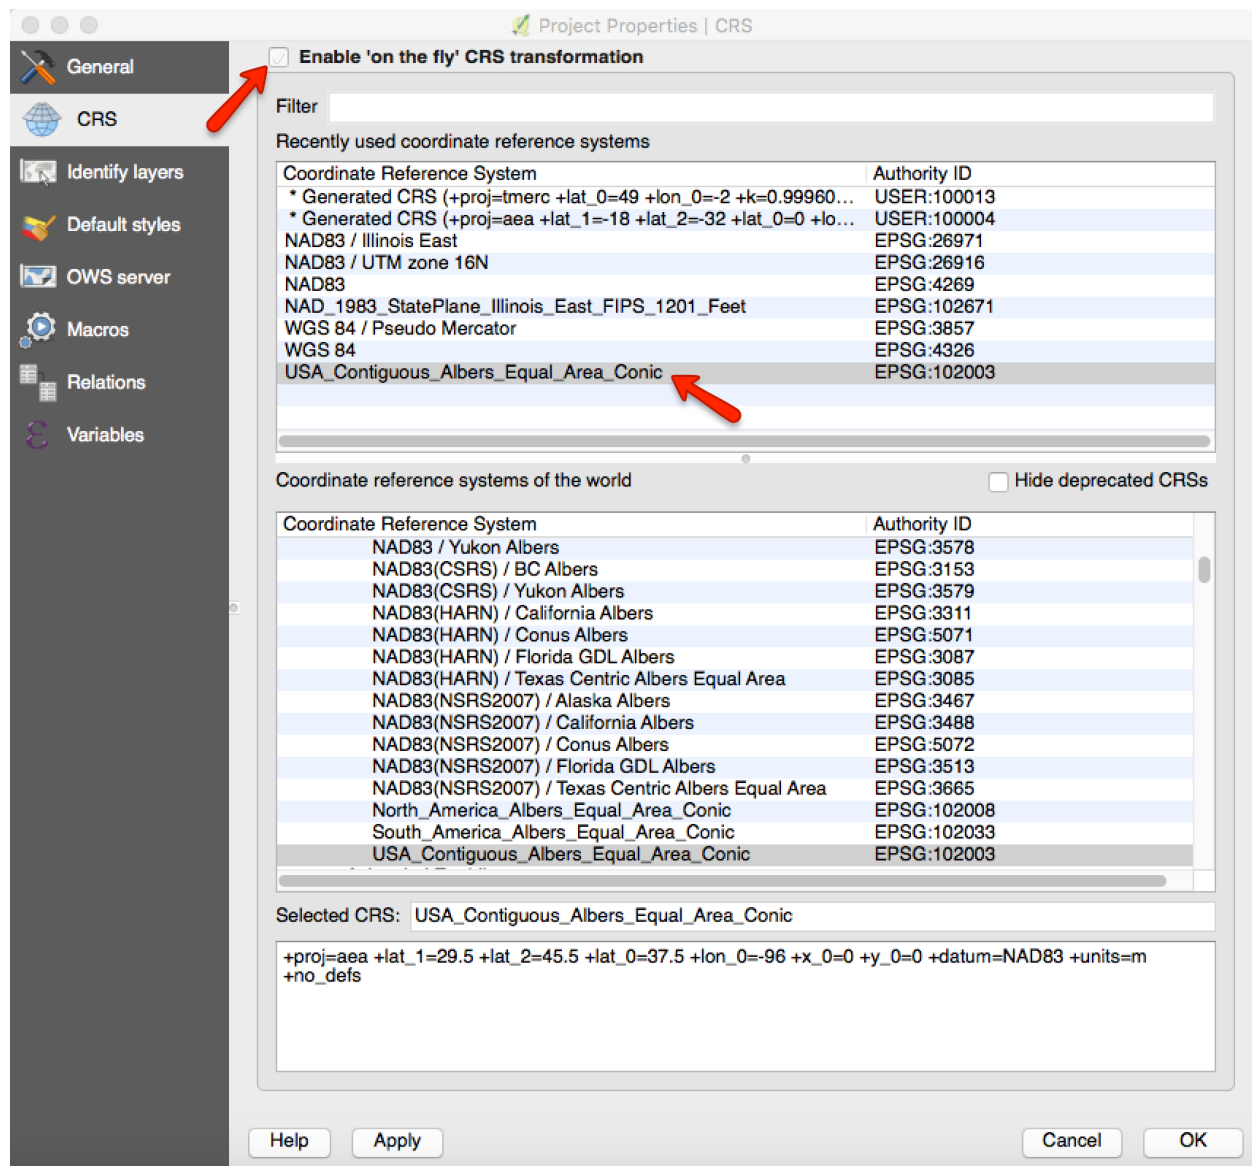 Project Properties | CRS
General
CRS
Identify layers
Default styles
OWS server
Macros
Relations
Variables
Enable 'on the fly' CRS transformation
Filter
Recently used coordinate reference systems
Coordinate Reference System Authority ID
* Generated CRS (+proj=tmerc +lat_0=49 +lon_0=-2 +k=0.99960... USER:100013
* Generated CRS (+proj=aea +lat_1=-18 +lat_2=-32 +lat_0=0 +lo... USER:100004
NAD83 / Illinois East EPSG:26971
NAD83 / UTM zone 16N EPSG:26916
NAD83 EPSG:4269
NAD_1983_StatePlane_Illinois_East_FIPS_1201_Feet EPSG:102671
WGS 84 / Pseudo Mercator EPSG:3857
WGS 84 EPSG:4326
USA_Contiguous_Albers_Equal_Area_Conic EPSG:102003
Coordinate reference systems of the world Hide deprecated CRSs
Coordinate Reference System Authority ID
NAD83 / Yukon Albers EPSG:3578
NAD83(CSRS) / BC Albers EPSG:3153
NAD83(CSRS) / Yukon Albers EPSG:3579
NAD83(HARN) / California Albers EPSG:3311
NAD83(HARN) / Conus Albers EPSG:5071
NAD83(HARN) / Florida GDL Albers EPSG:3087
NAD83(HARN) / Texas Centric Albers Equal Area EPSG:3085
NAD83(NSRS2007) / Alaska Albers EPSG:3467
NAD83(NSRS2007) / California Albers EPSG:3488
NAD83(NSRS2007) / Conus Albers EPSG:5072
NAD83(NSRS2007) / Florida GDL Albers EPSG:3513
NAD83(NSRS2007) / Texas Centric Albers Equal Area EPSG:3665
North_America_Albers_Equal_Area_Conic EPSG:102008
South_America_Albers_Equal_Area_Conic EPSG:102033
USA_Contiguous_Albers_Equal_Area_Conic EPSG:102003
Selected CRS: USA_Contiguous_Albers_Equal_Area_Conic
+proj=aea +lat_1=29.5 +lat_2=45.5 +lat_0=37.5 +lon_0=-96 +x_0=0 +y_0=0 +datum=NAD83 +units=m
+no_defs
Help Apply Cancel OK